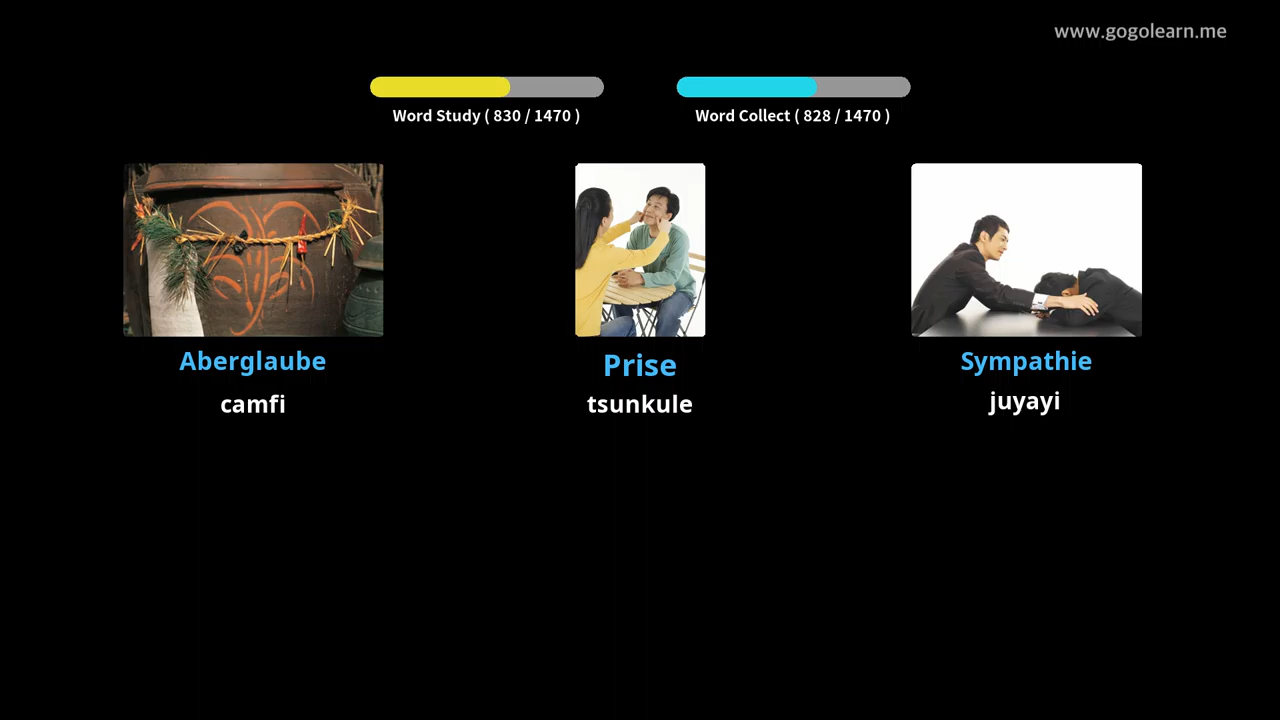 www.gogolearn.me
Word Study ( 830 / 1470 )
Word Collect ( 828 / 1470 )
Aberglaube
camfi
Prise
tsunkule
Sympathie
juyayi